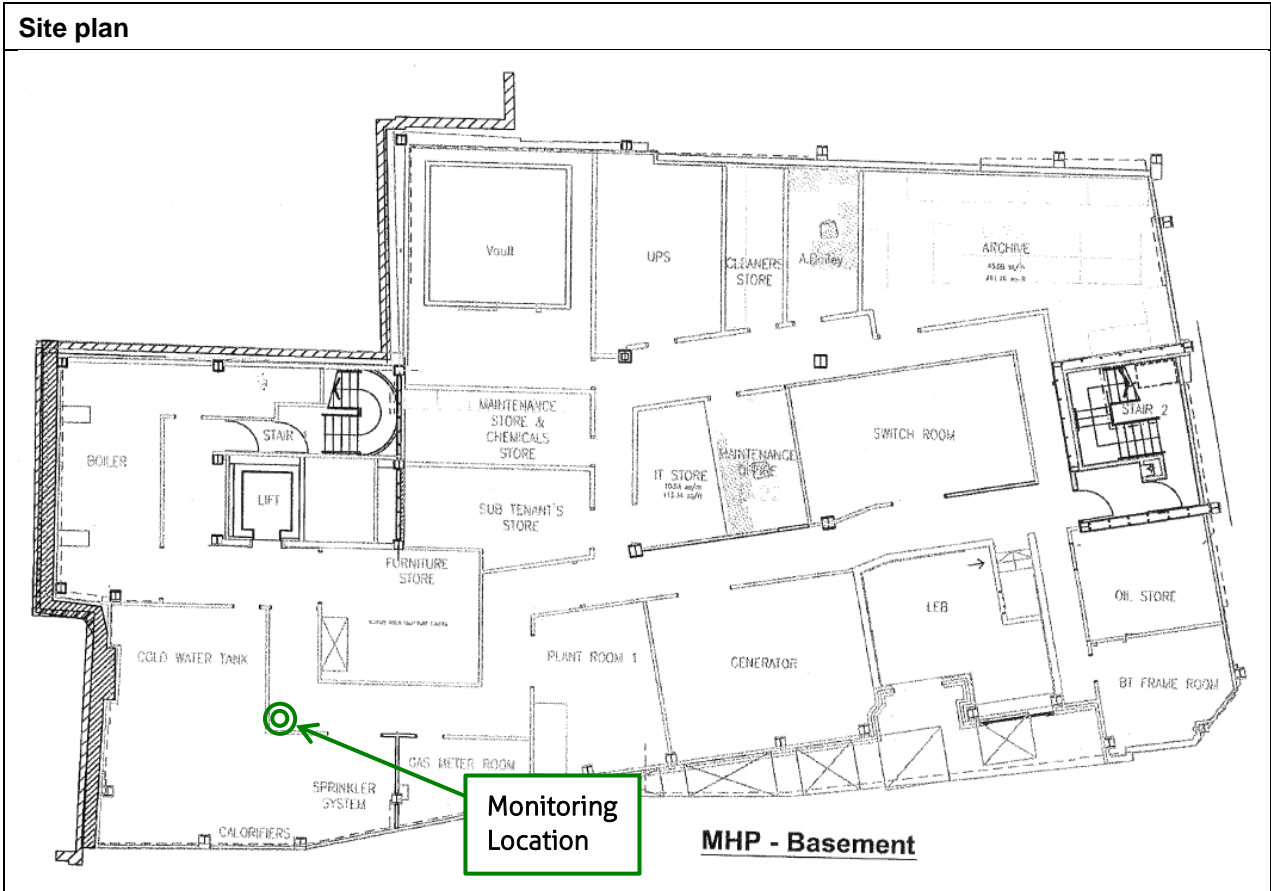 Site plan
Vault
UPS
CLEANERS
STORE
ARCHIVE
MAINTENANCE
STORE &
CHEMICALS
STORE
STAIR
BOILER
LIFT
SUB TENANT'S
STORE
IT STORE
MAINTENANCE
OFFICE
SWITCH ROOM
STAIR 2
FURNITURE
STORE
COLD WATER TANK
PLANT ROOM 1
GENERATOR
LEB
OIL STORE
BT FRAME ROOM
GAS METER ROOM
SPRINKLER
SYSTEM
CALORIFIERS
Monitoring
Location
MHP - Basement